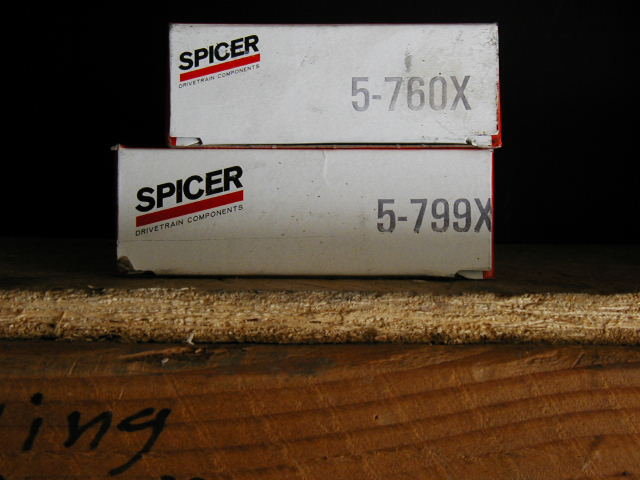 SPICER
DRIVETRAIN COMPONENTS
5-760X
SPICER
DRIVETRAIN COMPONENTS
5-799X
ing